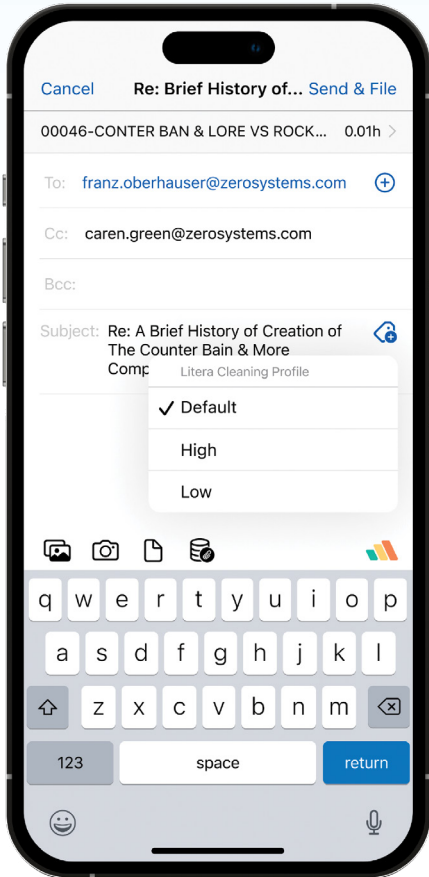 Cancel Re: Brief History of... Send & File
00046-CONTER BAN & LORE VS ROCK... 0.01h
To: franz.oberhauser@zerosystems.com
Cc: caren.green@zerosystems.com
Bcc:
Subject: Re: A Brief History of Creation of
The Counter Bain & More
Comp
Litera Cleaning Profile
Default
High
Low
q w e r t y u i o p
a s d f g h j k l
z x c v b n m
123 space return